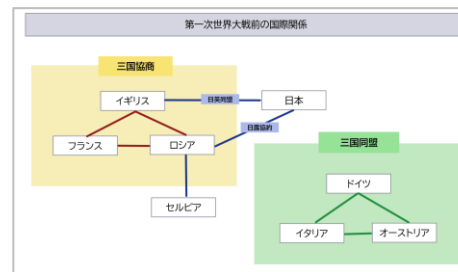 第一次世界大戦前の国際関係
三国協商
イギリス
日英同盟
日本
フランス
ロシア
日露協約
三国同盟
ドイツ
セルビア
イタリア
オーストリア